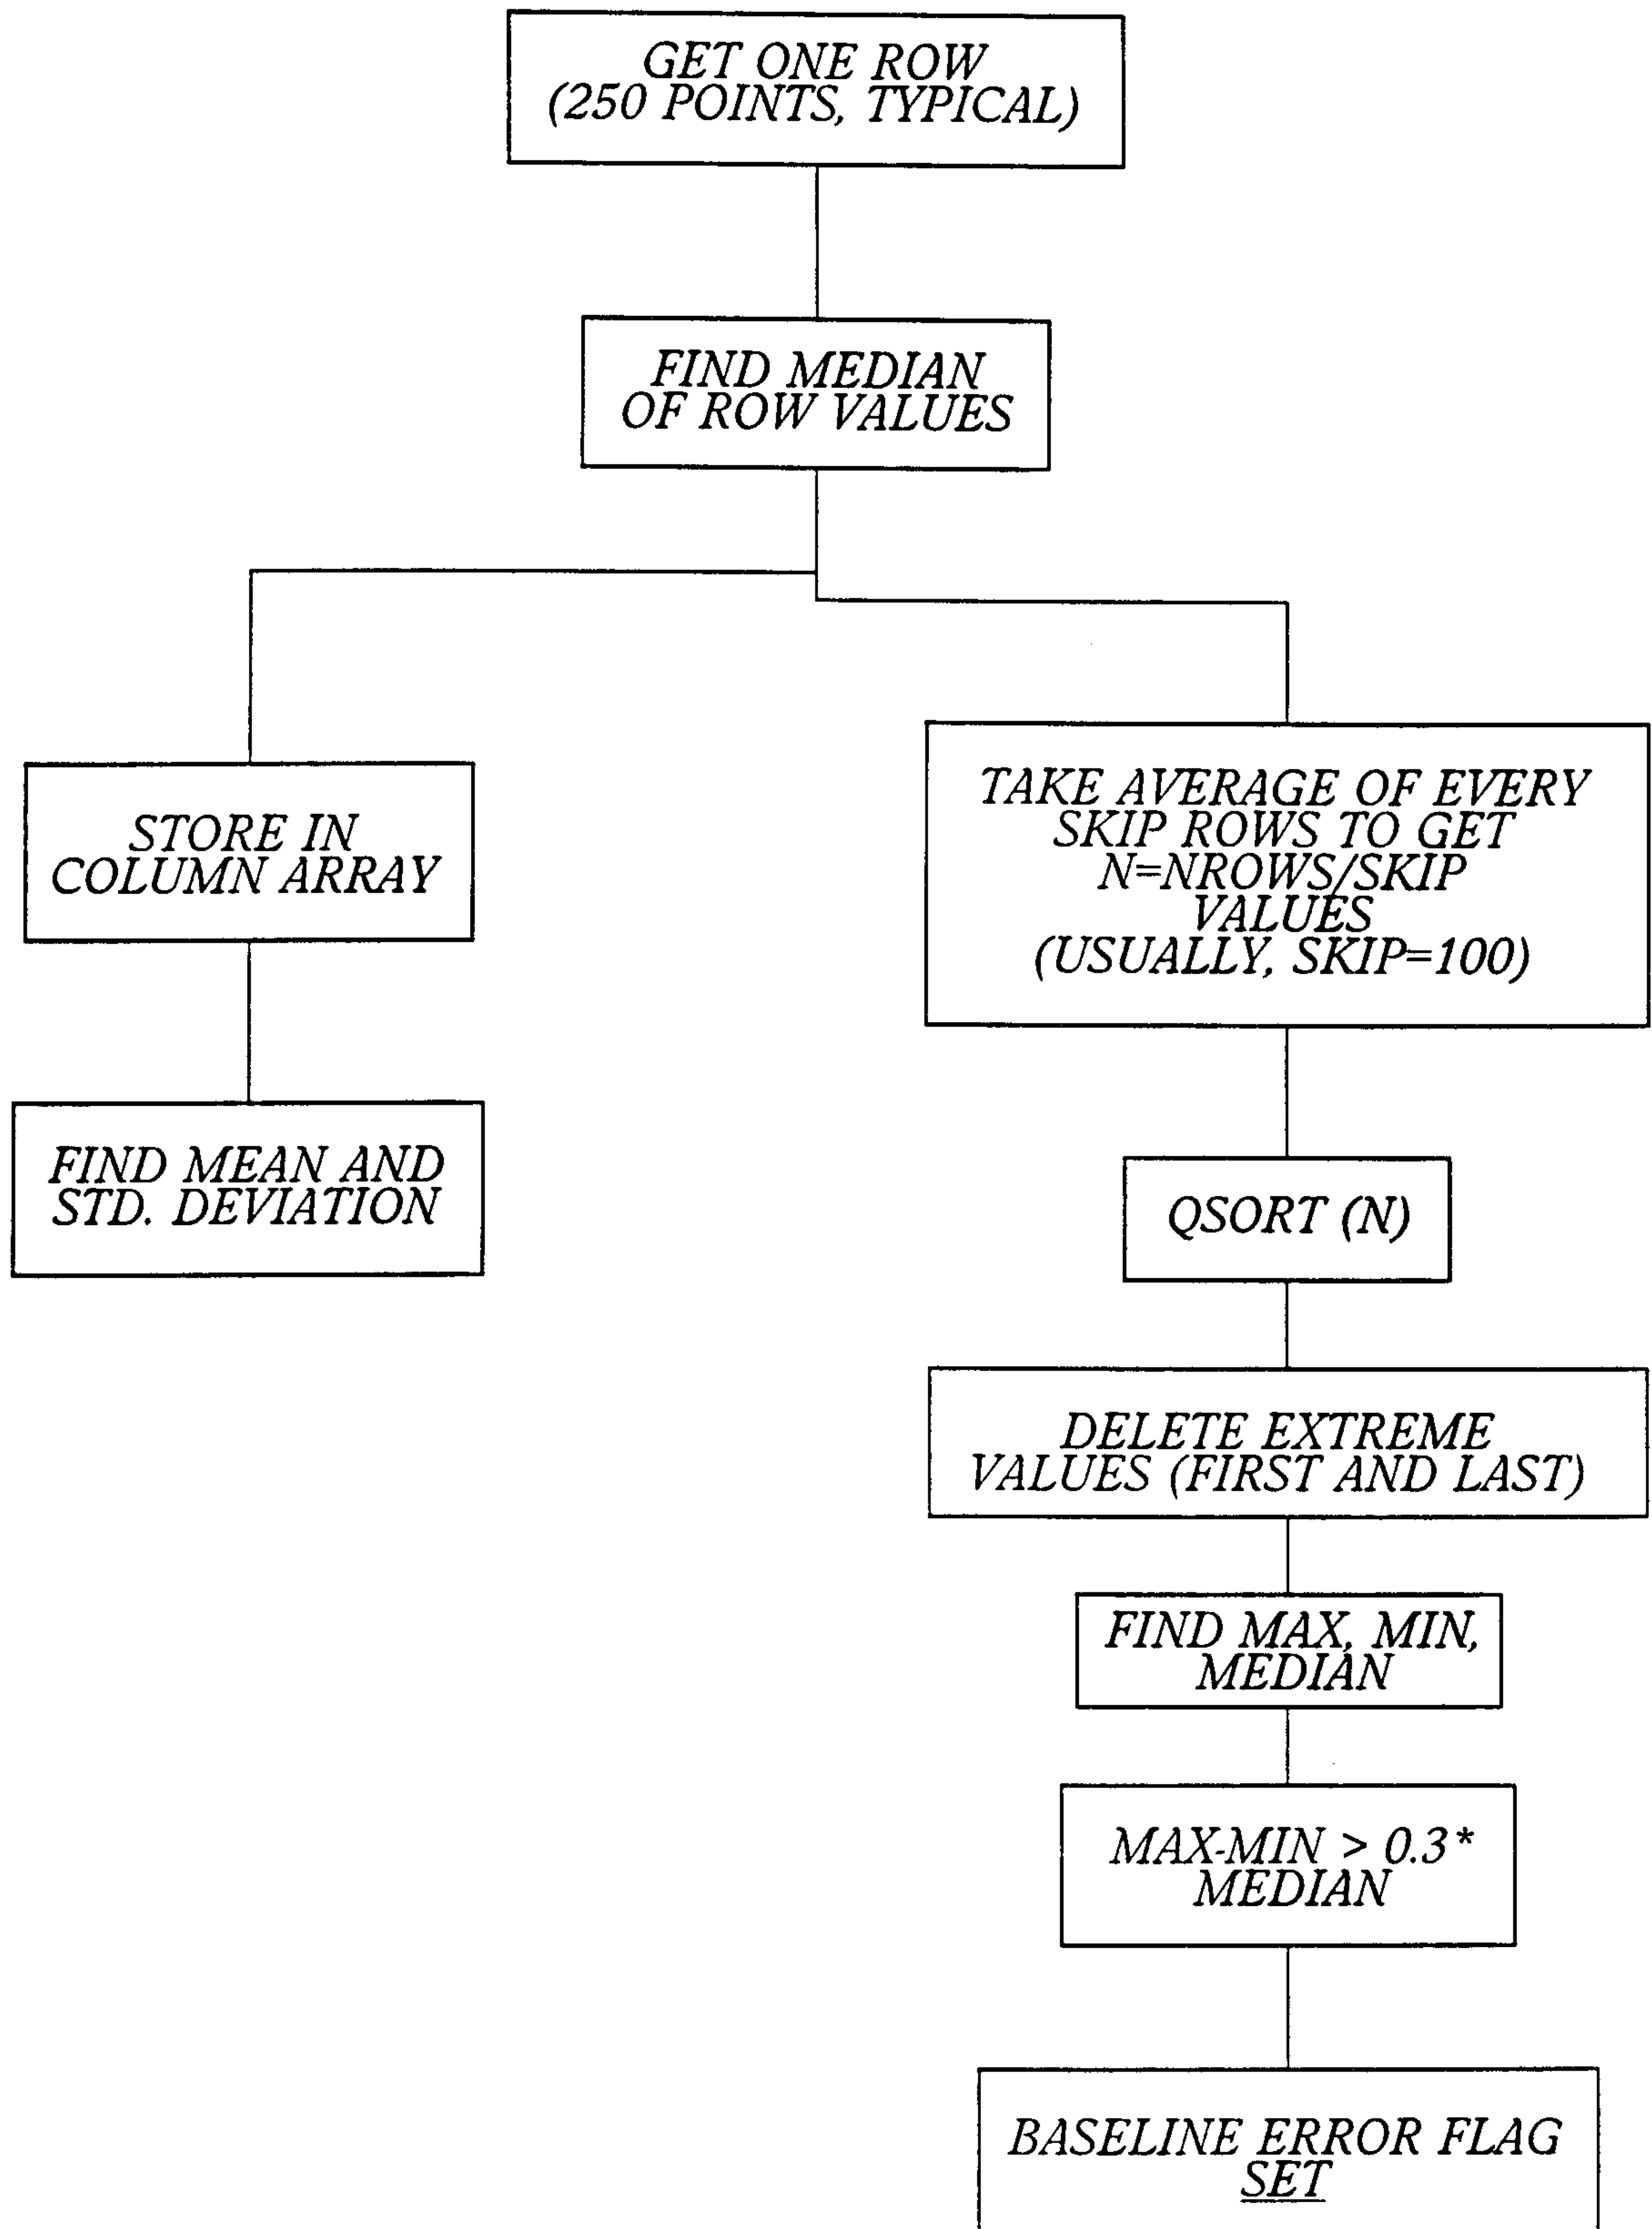 GET ONE ROW
(250 POINTS, TYPICAL)
FIND MEDIAN
OF ROW VALUES
STORE IN
COLUMN ARRAY
FIND MEAN AND
STD. DEVIATION
TAKE AVERAGE OF EVERY
SKIP ROWS TO GET
N=NROWS/SKIP
VALUES
(USUALLY, SKIP=100)
QSORT (N)
DELETE EXTREME
VALUES (FIRST AND LAST)
FIND MAX, MIN,
MEDIAN
MAX-MIN > 0.3*
MEDIAN
BASELINE ERROR FLAG
SET